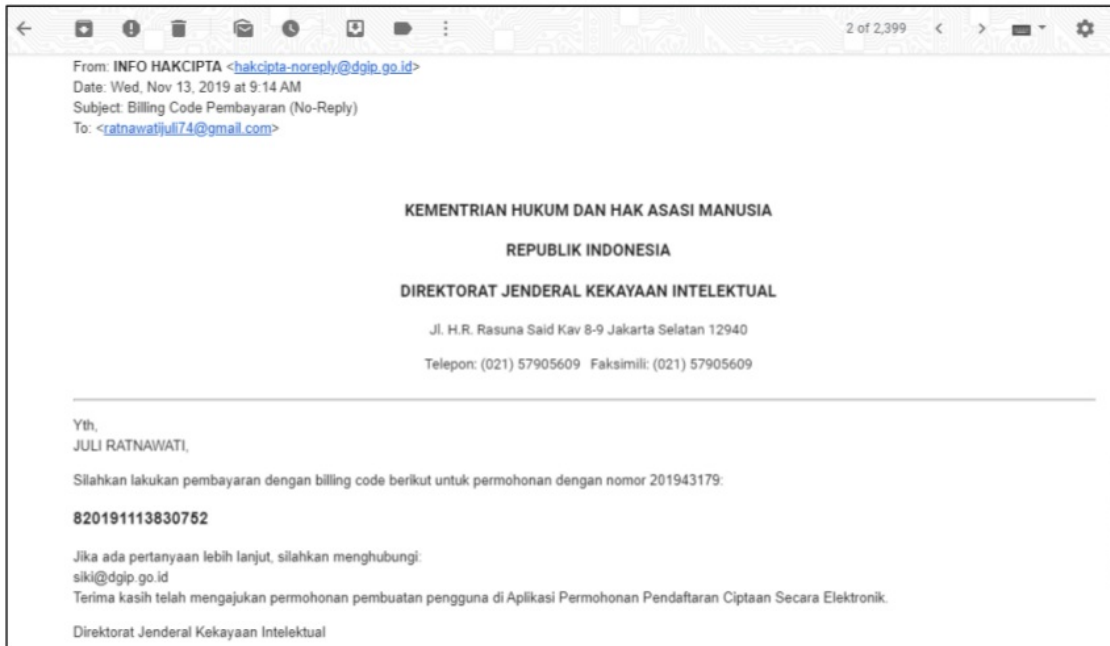 2 of 2,399
From: INFO HAKCIPTA <hakcipta-noreply@dgip.go.id>
Date: Wed, Nov 13, 2019 at 9:14 AM
Subject: Billing Code Pembayaran (No-Reply)
To: <ratnawatijuli74@gmail.com>
KEMENTRIAN HUKUM DAN HAK ASASI MANUSIA
REPUBLIK INDONESIA
DIREKTORAT JENDERAL KEKAYAAN INTELEKTUAL
Jl. H.R. Rasuna Said Kav 8-9 Jakarta Selatan 12940
Telepon: (021) 57905609 Faksimili: (021) 57905609
Yth,
JULI RATNAWATI,
Silahkan lakukan pembayaran dengan billing code berikut untuk permohonan dengan nomor 201943179:
820191113830752
Jika ada pertanyaan lebih lanjut, silahkan menghubungi:
siki@dgip.go.id
Terima kasih telah mengajukan permohonan pembuatan pengguna di Aplikasi Permohonan Pendaftaran Ciptaan Secara Elektronik.
Direktorat Jenderal Kekayaan Intelektual